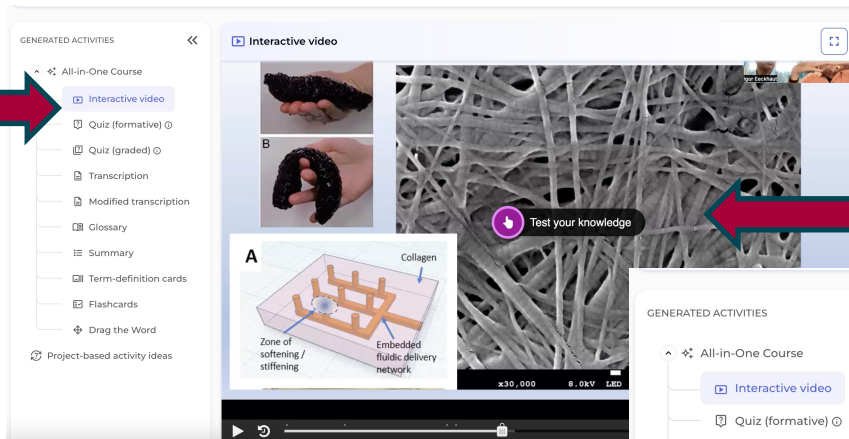 GENERATED ACTIVITIES
All-in-One Course
Interactive video
Quiz (formative)
Quiz (graded)
Transcription
Modified transcription
Glossary
Summary
Term-definition cards
Flashcards
Drag the Word
Project-based activity ideas
Interactive video
Igor Eeckhaut
B
Test your knowledge
A
Collagen
Zone of
softening /
stiffening
Embedded
fluidic delivery
network
x30,000 8.0kV LED
GENERATED ACTIVITIES
All-in-One Course
Interactive video
Quiz (formative)